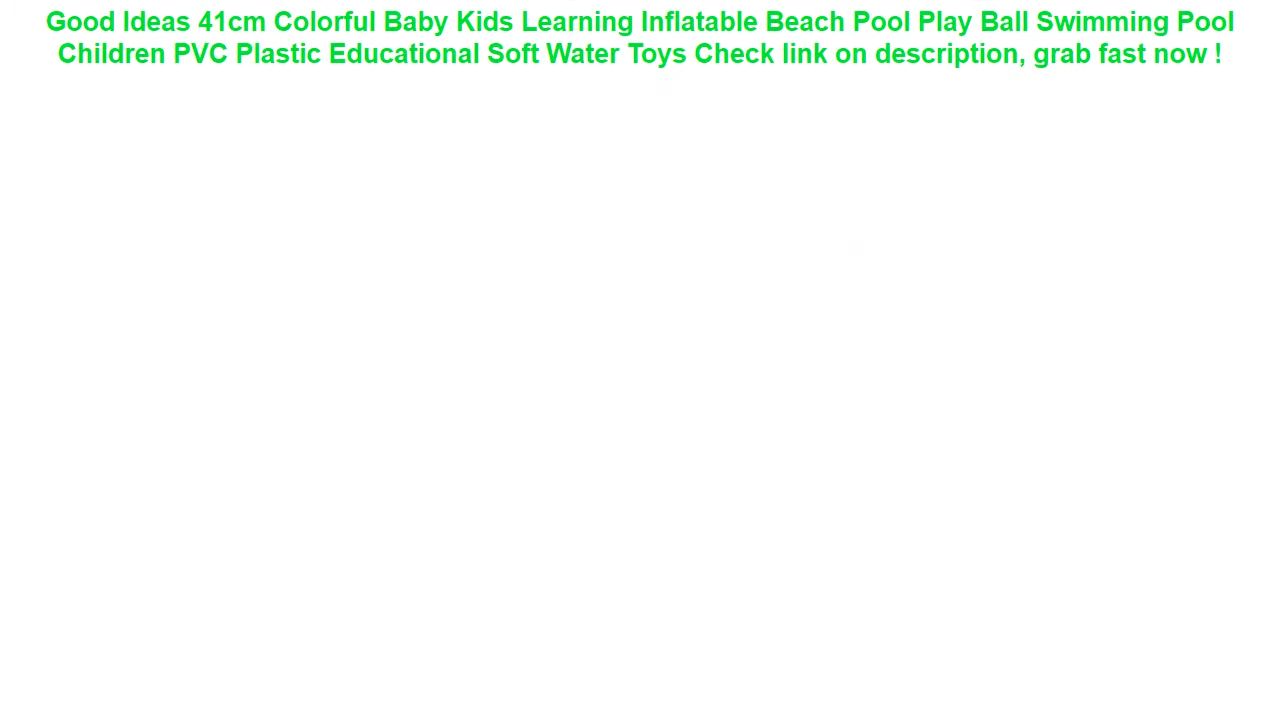 Good Ideas 41cm Colorful Baby Kids Learning Inflatable Beach Pool Play Ball Swimming Pool
Children PVC Plastic Educational Soft Water Toys Check link on description, grab fast now !